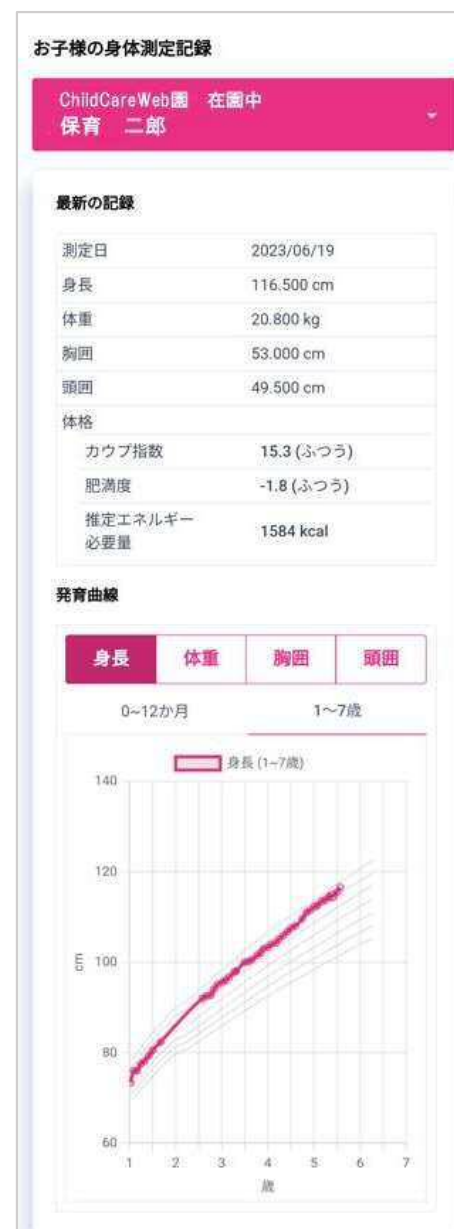 お子様の身体測定記録
ChildCareWeb園　在園中
保育　二郎
最新の記録
測定日 2023/06/19
身長 116.500 cm
体重 20.800 kg
胸囲 53.000 cm
頭囲 49.500 cm
体格
カウプ指数 15.3 (ふつう)
肥満度 -1.8 (ふつう)
推定エネルギー
必要量 1584 kcal
発育曲線
身長 体重 胸囲 頭囲
0~12か月 1～7歳
身長 (1~7歳)
140
120
cm
100
80
60
1 2 3 4 5 6 7
歳